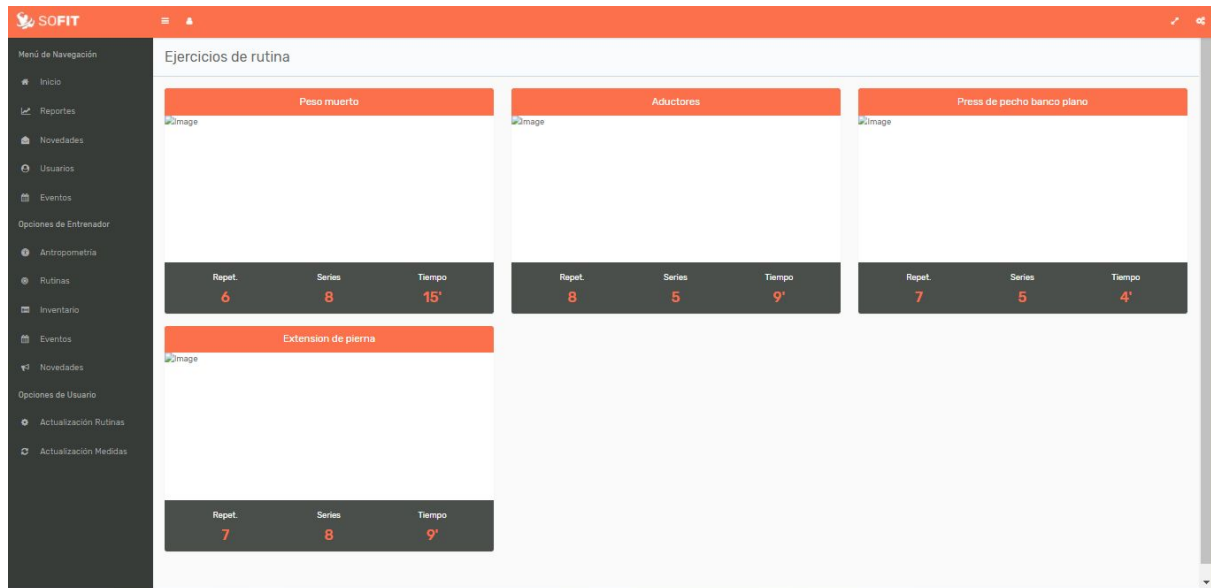 SOFIT
Menú de Navegación
Inicio
Reportes
Novedades
Usuarios
Eventos
Opciones de Entrenador
Antropometría
Rutinas
Inventario
Eventos
Novedades
Opciones de Usuario
Actualización Rutinas
Actualización Medidas
Ejercicios de rutina
Peso muerto
Image
Repet. Series Tiempo
6 8 15'
Aductores
Image
Repet. Series Tiempo
8 5 9'
Press de pecho banco plano
Image
Repet. Series Tiempo
7 5 4'
Extension de pierna
Image
Repet. Series Tiempo
7 8 9'